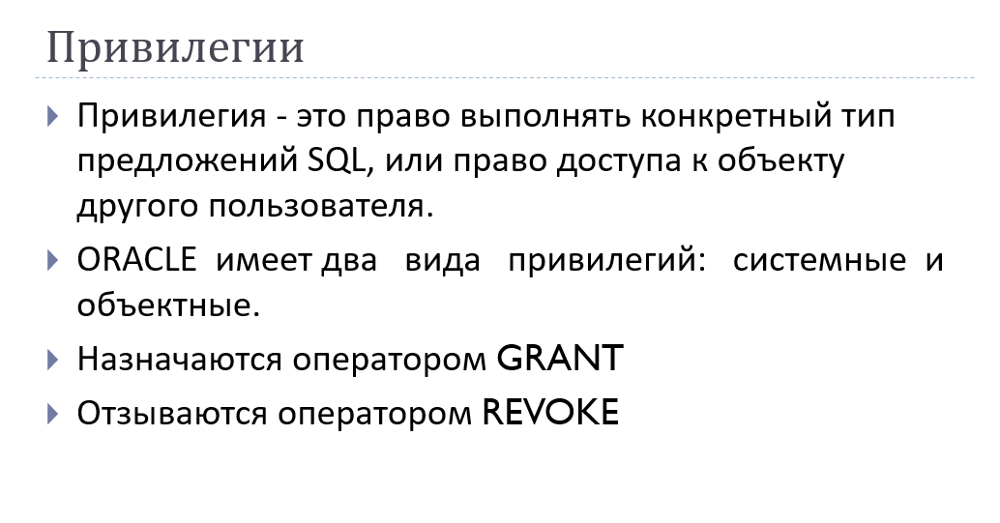 Привилегии
Привилегия - это право выполнять конкретный тип
предложений SQL, или право доступа к объекту
другого пользователя.
ORACLE имеет два вида привилегий: системные и
объектные.
Назначаются оператором GRANT
Отзываются оператором REVOKE